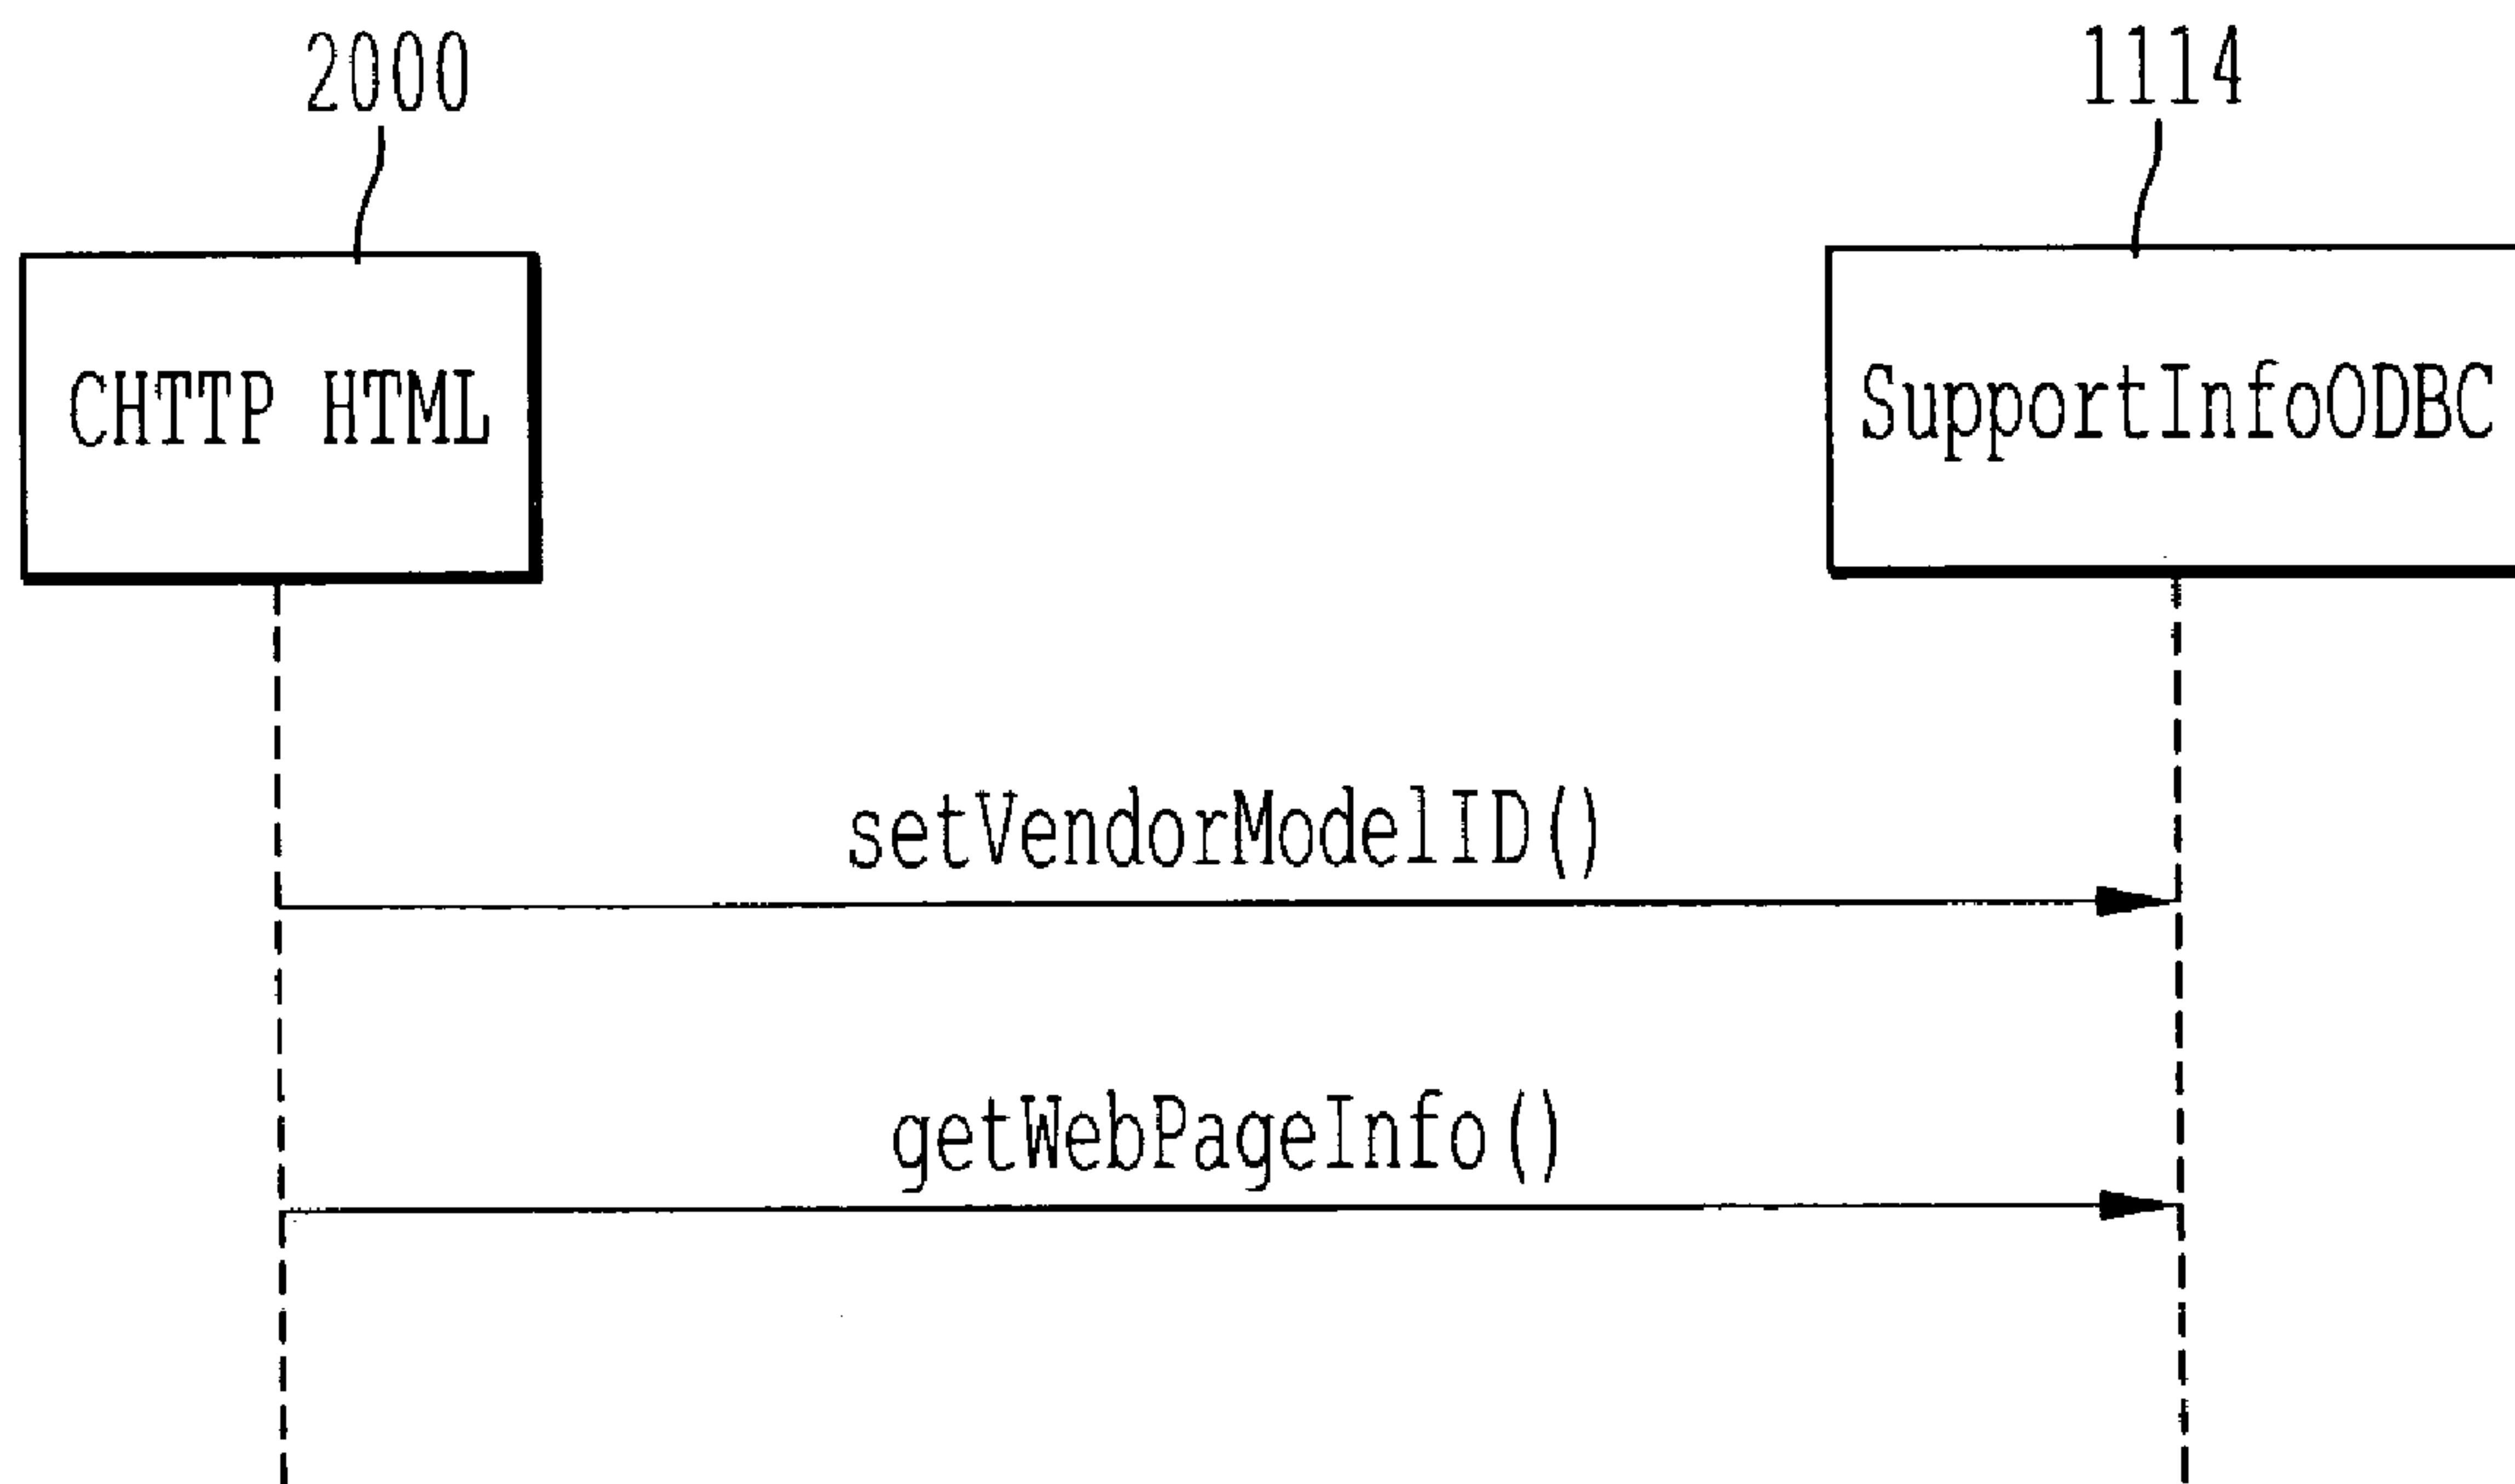 2000
1114
CHTTP HTML
SupportInfoODBC
setVendorModelID()
getWebPageInfo()